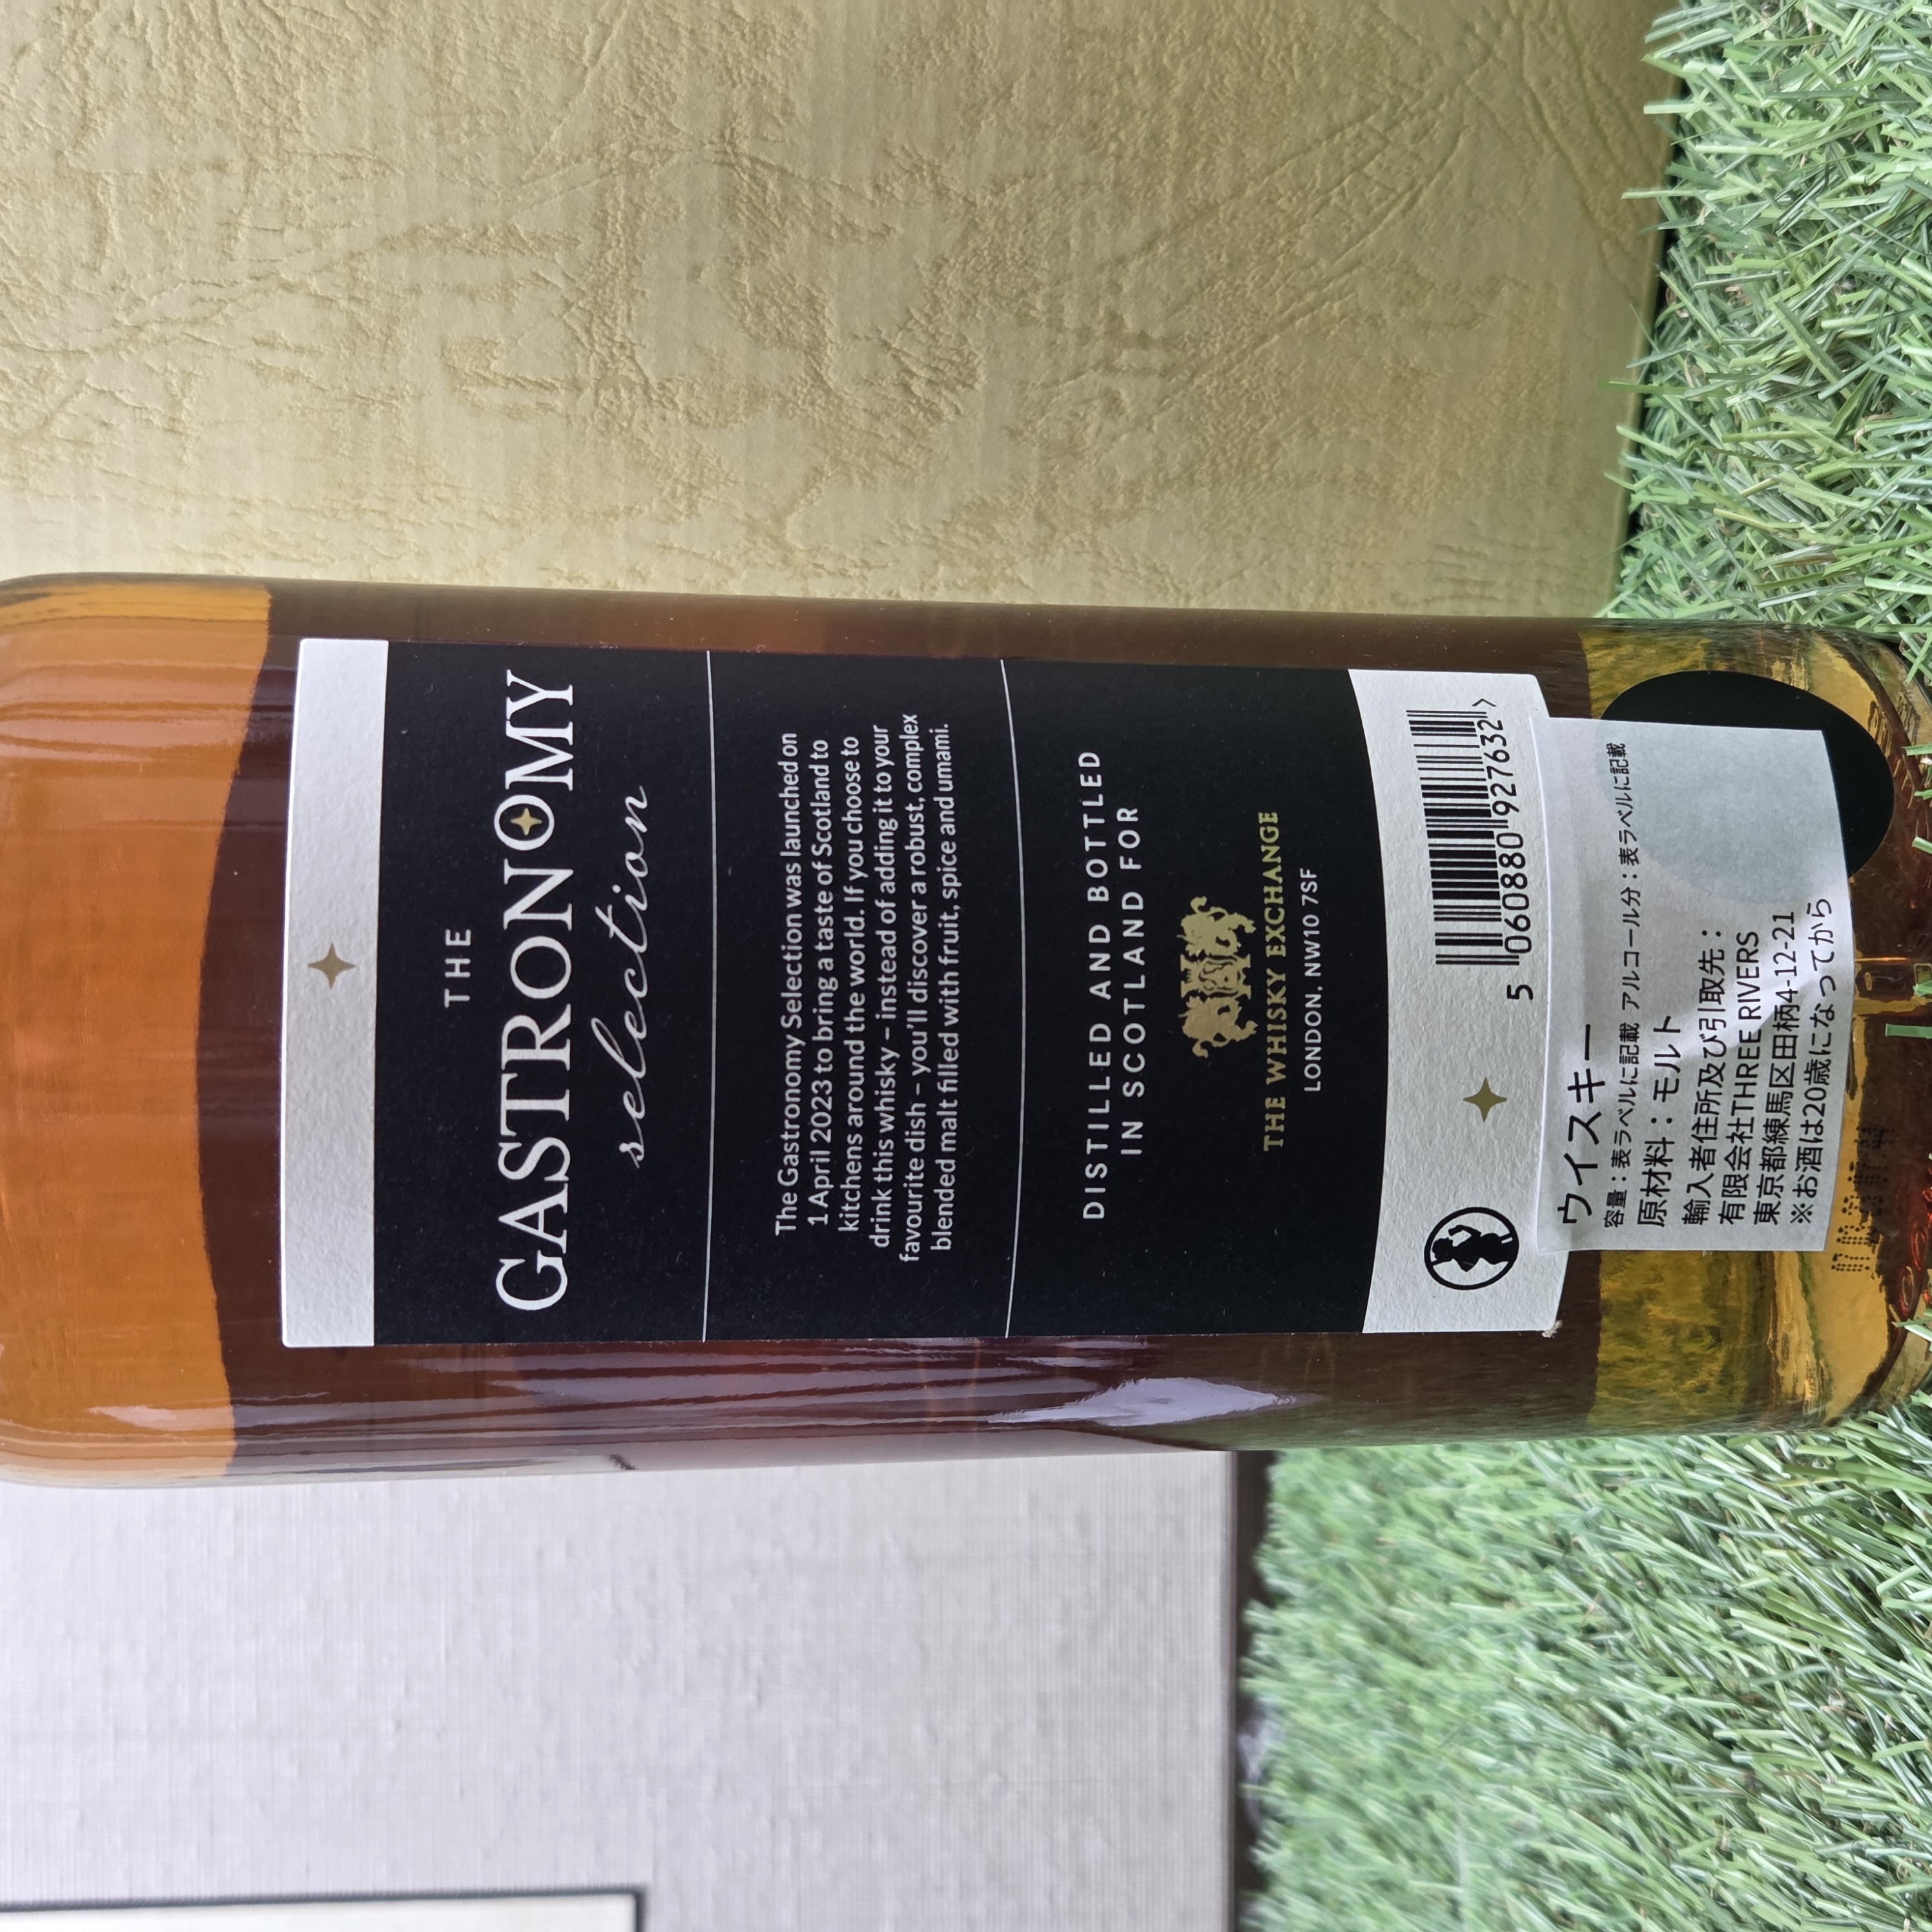 THE
GASTRONOMY
selection
The Gastronomy Selection was launched on
1 April 2023 to bring a taste of Scotland to
kitchens around the world. If you choose to
drink this whisky – instead of adding it to your
favourite dish – you'll discover a robust, complex
blended malt filled with fruit, spice and umami.
DISTILLED AND BOTTLED
IN SCOTLAND FOR
THE WHISKY EXCHANGE
LONDON, NW10 7SF
5 060880 927632 >
ウイスキー
容量：表ラベルに記載 アルコール分：表ラベルに記載
原材料：モルト
輸入者住所及び引取先：
有限会社THREE RIVERS
東京都練馬区田柄4-12-21
※お酒は20歳になってから